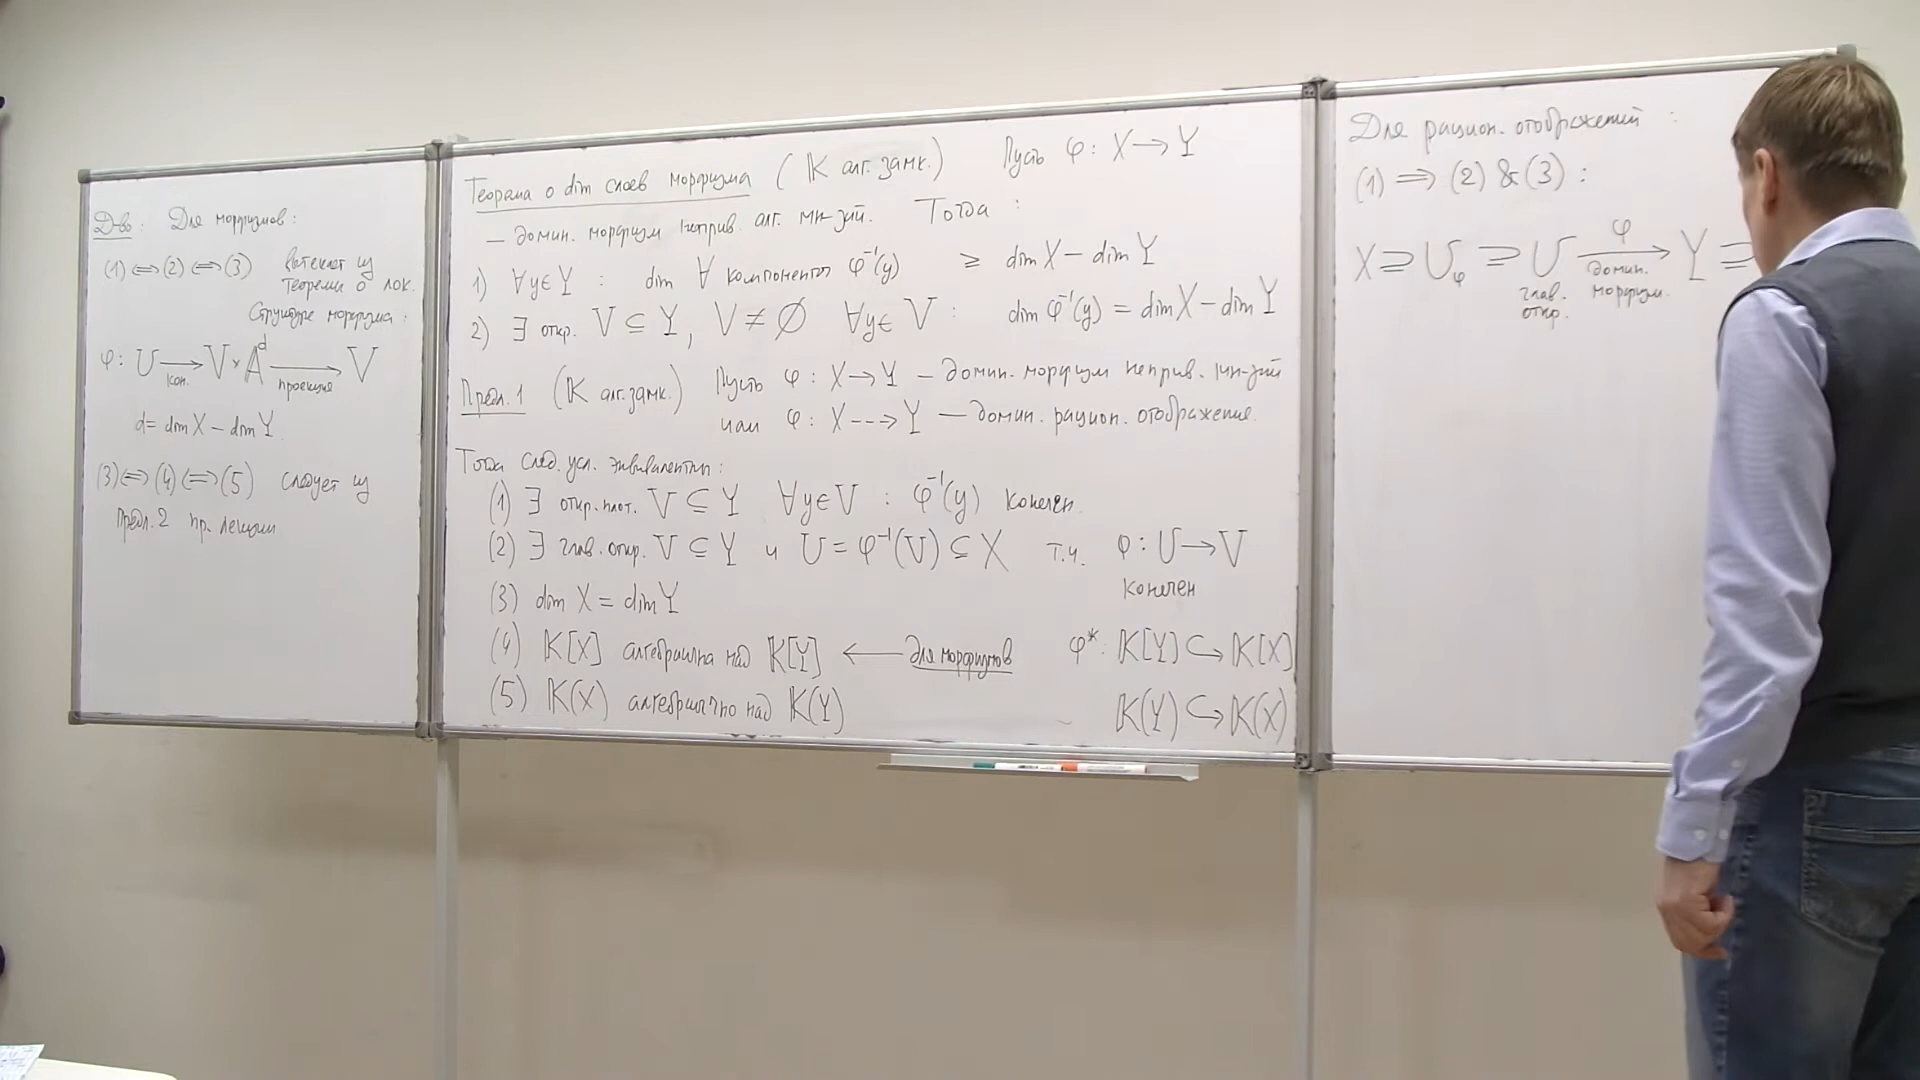 Д-во: Для морфизмов:
(1) ⟺ (2) ⟺ (3) вытекает из
теоремы о лок.
структуре морфизма:
φ: U → V × A^d → V
кон. проекция
d = dim X − dim Y
(3) ⟺ (4) ⟺ (5) следует из
Предл. 2 пр. лекции
Теорема о dim слоев морфизма (K алг. замк.) Пусть φ: X → Y
— домин. морфизм неприв. алг. мн-зий. Тогда:
1) ∀y∈Y : dim ∀ компоненты φ⁻¹(y) ≥ dim X − dim Y
2) ∃ откр. V ⊆ Y, V ≠ ∅ ∀y∈V : dim φ⁻¹(y) = dim X − dim Y
Предл. 1 (K алг. замк.) Пусть φ: X → Y — домин. морфизм неприв. мн-зий
или φ: X ⇢ Y — домин. рацион. отображение.
Тогда след. усл. эквивалентны:
(1) ∃ откр. плот. V ⊆ Y ∀y∈V : φ⁻¹(y) конечен.
(2) ∃ глав. откр. V ⊆ Y и U = φ⁻¹(V) ⊆ X т.ч. φ: U → V
конечен
(3) dim X = dim Y
(4) K[X] алгебраична над K[Y] ← для морфизмов φ*: K[Y] ↪ K[X]
(5) K(X) алгебраично над K(Y) K(Y) ↪ K(X)
Для рацион. отображений:
(1) ⟹ (2) & (3):
X ⊇ U_φ ⊇ U → Y ⊇
φ
глав. откр. домин. морфизм.